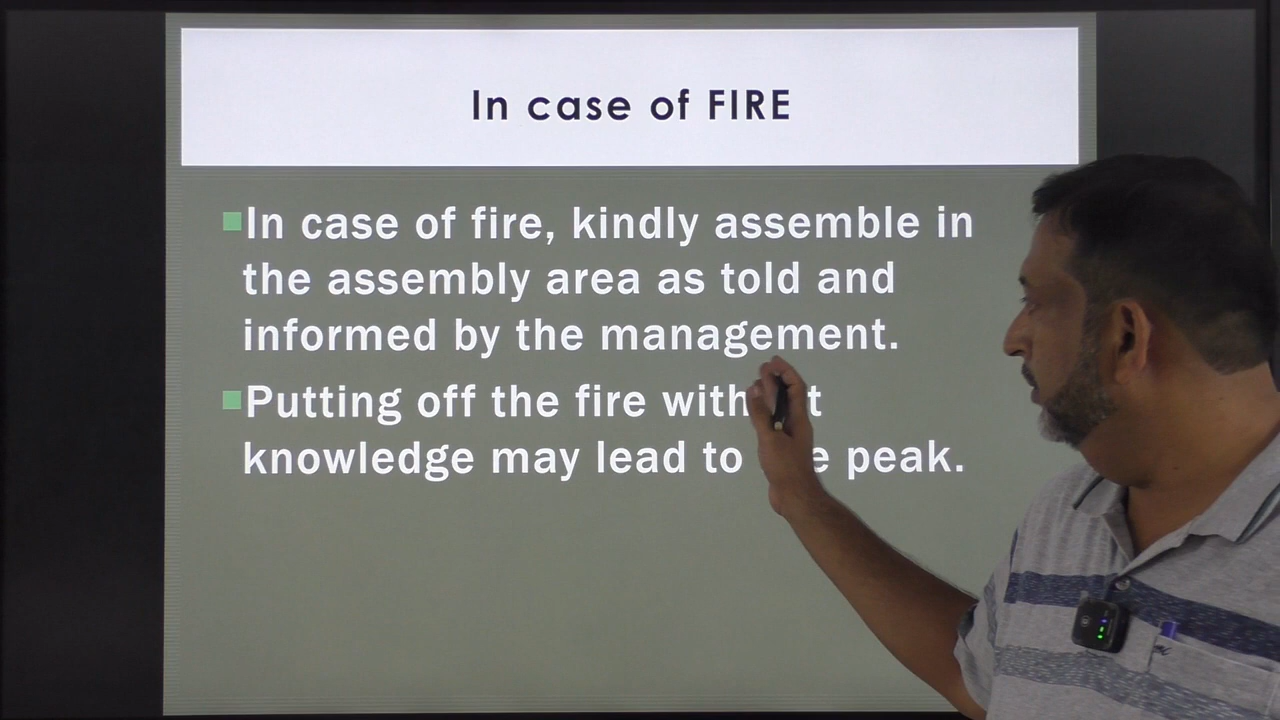 In case of FIRE
In case of fire, kindly assemble in
the assembly area as told and
informed by the management.
Putting off the fire without
knowledge may lead to peak.